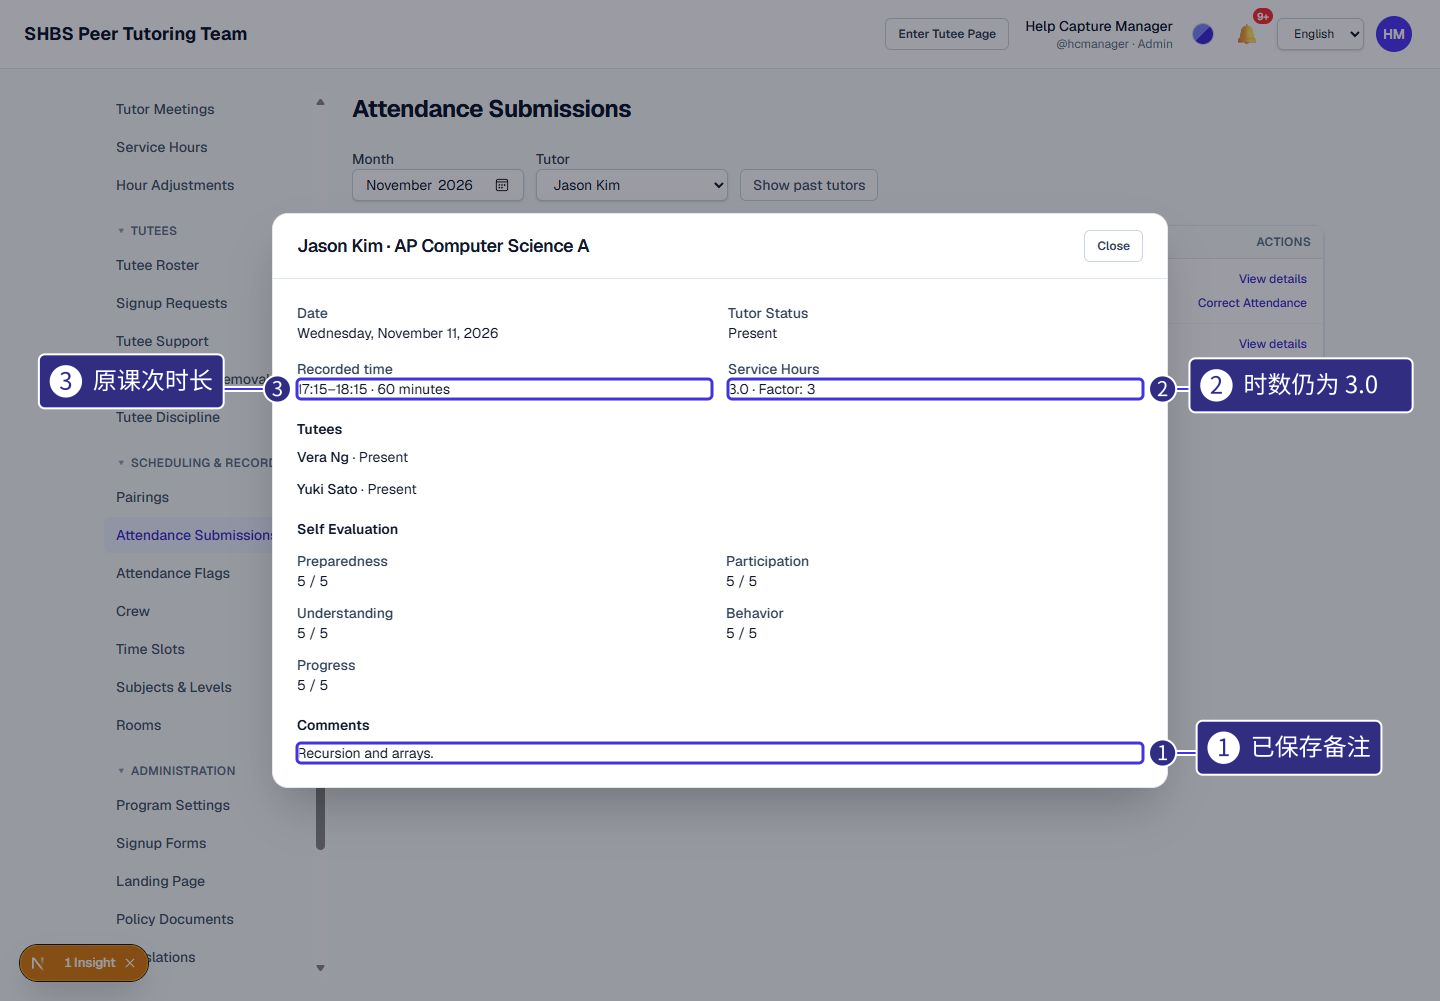 SHBS Peer Tutoring Team
Enter Tutee Page
Help Capture Manager
@hcmanager · Admin
9+
English
HM
Tutor Meetings
Service Hours
Hour Adjustments
TUTEES
Tutee Roster
Signup Requests
Tutee Support
emoval
Tutee Discipline
SCHEDULING & RECORD
Pairings
Attendance Submissions
Attendance Flags
Crew
Time Slots
Subjects & Levels
Rooms
ADMINISTRATION
Program Settings
Signup Forms
Landing Page
Policy Documents
slations
N 1 Insight
Attendance Submissions
Month
November 2026
Tutor
Jason Kim
Show past tutors
ACTIONS
View details
Correct Attendance
View details
Jason Kim · AP Computer Science A
Close
Date
Wednesday, November 11, 2026
Tutor Status
Present
Recorded time
17:15–18:15 · 60 minutes
Service Hours
3.0 · Factor: 3
Tutees
Vera Ng · Present
Yuki Sato · Present
Self Evaluation
Preparedness
5 / 5
Participation
5 / 5
Understanding
5 / 5
Behavior
5 / 5
Progress
5 / 5
Comments
Recursion and arrays.
3 原课次时长
3
2
2 时数仍为 3.0
1
1 已保存备注